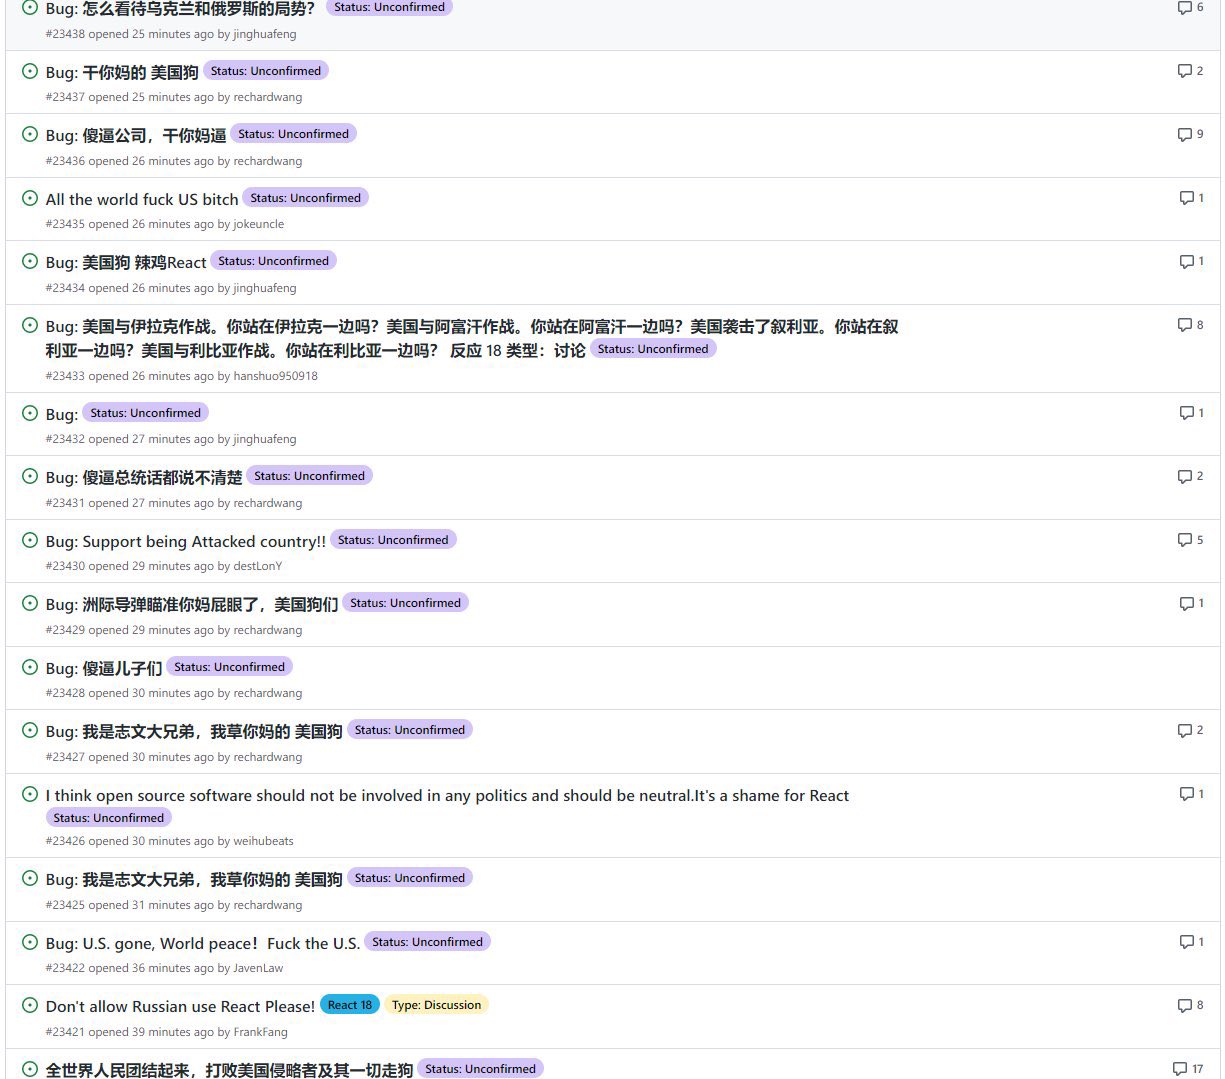 Bug: 怎么看待乌克兰和俄罗斯的局势？ Status: Unconfirmed 6
#23438 opened 25 minutes ago by jinghuafeng
Bug: 干你妈的 美国狗 Status: Unconfirmed 2
#23437 opened 25 minutes ago by rechardwang
Bug: 傻逼公司，干你妈逼 Status: Unconfirmed 9
#23436 opened 26 minutes ago by rechardwang
All the world fuck US bitch Status: Unconfirmed 1
#23435 opened 26 minutes ago by jokeuncle
Bug: 美国狗 辣鸡React Status: Unconfirmed 1
#23434 opened 26 minutes ago by jinghuafeng
Bug: 美国与伊拉克作战。你站在伊拉克一边吗？美国与阿富汗作战。你站在阿富汗一边吗？美国袭击了叙利亚。你站在叙 8
利亚一边吗？美国与利比亚作战。你站在利比亚一边吗？ 反应 18 类型：讨论 Status: Unconfirmed
#23433 opened 26 minutes ago by hanshuo950918
Bug: Status: Unconfirmed 1
#23432 opened 27 minutes ago by jinghuafeng
Bug: 傻逼总统话都说不清楚 Status: Unconfirmed 2
#23431 opened 27 minutes ago by rechardwang
Bug: Support being Attacked country!! Status: Unconfirmed 5
#23430 opened 29 minutes ago by destLonY
Bug: 洲际导弹瞄准你妈屁眼了，美国狗们 Status: Unconfirmed 1
#23429 opened 29 minutes ago by rechardwang
Bug: 傻逼儿子们 Status: Unconfirmed
#23428 opened 30 minutes ago by rechardwang
Bug: 我是志文大兄弟，我草你妈的 美国狗 Status: Unconfirmed 2
#23427 opened 30 minutes ago by rechardwang
I think open source software should not be involved in any politics and should be neutral.It's a shame for React 1
Status: Unconfirmed
#23426 opened 30 minutes ago by weihubeats
Bug: 我是志文大兄弟，我草你妈的 美国狗 Status: Unconfirmed
#23425 opened 31 minutes ago by rechardwang
Bug: U.S. gone, World peace！Fuck the U.S. Status: Unconfirmed 1
#23422 opened 36 minutes ago by JavenLaw
Don't allow Russian use React Please! React 18 Type: Discussion 8
#23421 opened 39 minutes ago by FrankFang
全世界人民团结起来，打败美国侵略者及其一切走狗 Status: Unconfirmed 17